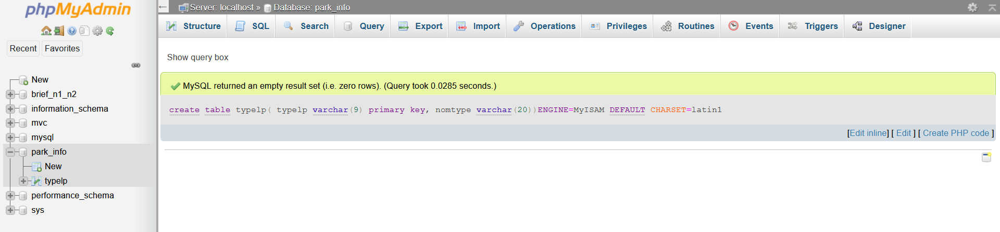 phpMyAdmin
Recent Favorites
New
brief_n1_n2
information_schema
mvc
mysql
park_info
New
typelp
performance_schema
sys
Server: localhost » Database: park_info
Structure SQL Search Query Export Import Operations Privileges Routines Events Triggers Designer
Show query box
MySQL returned an empty result set (i.e. zero rows). (Query took 0.0285 seconds.)
create table typelp( typelp varchar(9) primary key, nomtype varchar(20))ENGINE=MyISAM DEFAULT CHARSET=latin1
[Edit inline] [ Edit ] [ Create PHP code ]